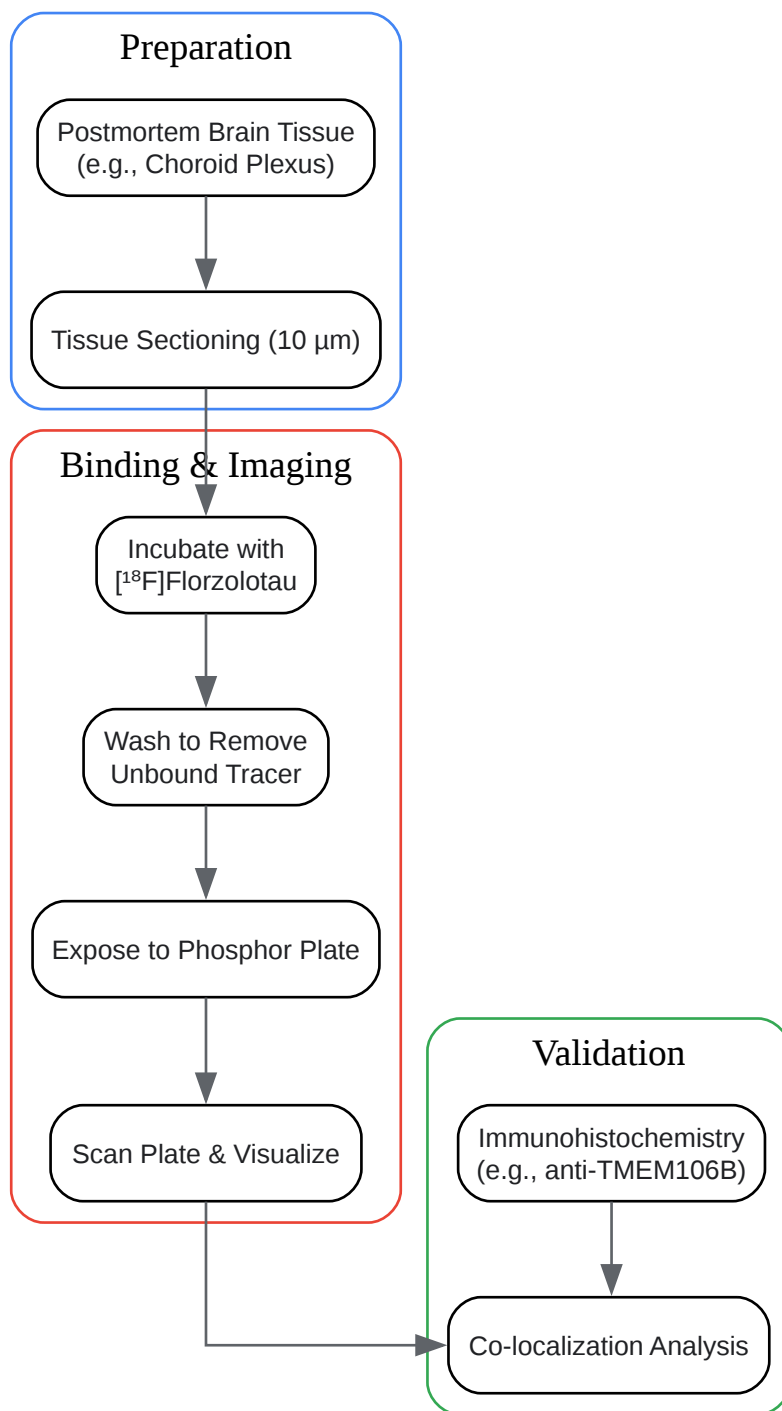 Preparation
Postmortem Brain Tissue
(e.g., Choroid Plexus)
Tissue Sectioning (10 µm)
Binding & Imaging
Incubate with
[¹⁸F]Florzolotau
Wash to Remove
Unbound Tracer
Expose to Phosphor Plate
Scan Plate & Visualize
Validation
Immunohistochemistry
(e.g., anti-TMEM106B)
Co-localization Analysis